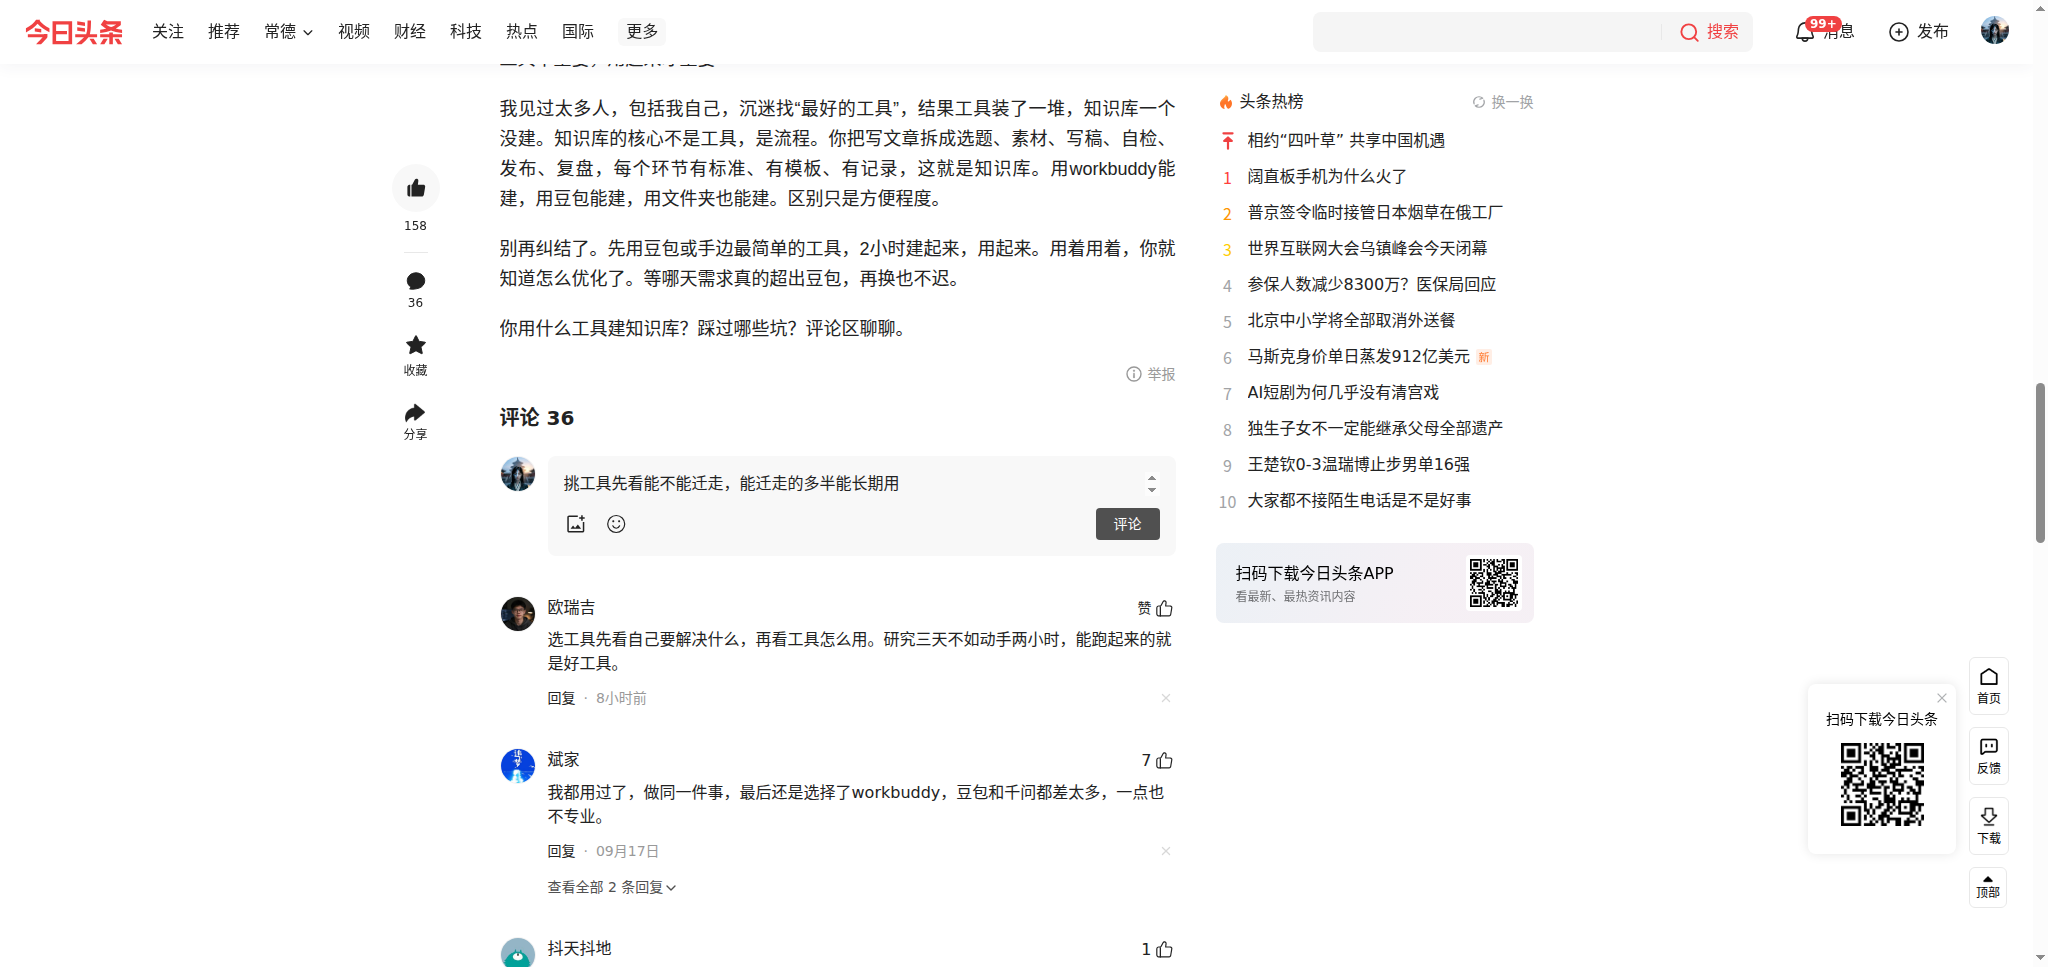 今日头条
关注
推荐
常德
视频
财经
科技
热点
国际
更多
搜索
99+
消息
发布
我见过太多人，包括我自己，沉迷找“最好的工具”，结果工具装了一堆，知识库一个
没建。知识库的核心不是工具，是流程。你把写文章拆成选题、素材、写稿、自检、
发布、复盘，每个环节有标准、有模板、有记录，这就是知识库。用workbuddy能
建，用豆包能建，用文件夹也能建。区别只是方便程度。
别再纠结了。先用豆包或手边最简单的工具，2小时建起来，用起来。用着用着，你就
知道怎么优化了。等哪天需求真的超出豆包，再换也不迟。
你用什么工具建知识库？踩过哪些坑？评论区聊聊。
举报
158
36
收藏
分享
评论 36
挑工具先看能不能迁走，能迁走的多半能长期用
评论
欧瑞吉
赞
选工具先看自己要解决什么，再看工具怎么用。研究三天不如动手两小时，能跑起来的就
是好工具。
回复 · 8小时前
斌家
7
我都用过了，做同一件事，最后还是选择了workbuddy，豆包和千问都差太多，一点也
不专业。
回复 · 09月17日
查看全部 2 条回复
抖天抖地
1
头条热榜
换一换
相约“四叶草” 共享中国机遇
1 阔直板手机为什么火了
2 普京签令临时接管日本烟草在俄工厂
3 世界互联网大会乌镇峰会今天闭幕
4 参保人数减少8300万？医保局回应
5 北京中小学将全部取消外送餐
6 马斯克身价单日蒸发912亿美元 新
7 AI短剧为何几乎没有清宫戏
8 独生子女不一定能继承父母全部遗产
9 王楚钦0-3温瑞博止步男单16强
10 大家都不接陌生电话是不是好事
扫码下载今日头条APP
看最新、最热资讯内容
扫码下载今日头条
首页
反馈
下载
顶部